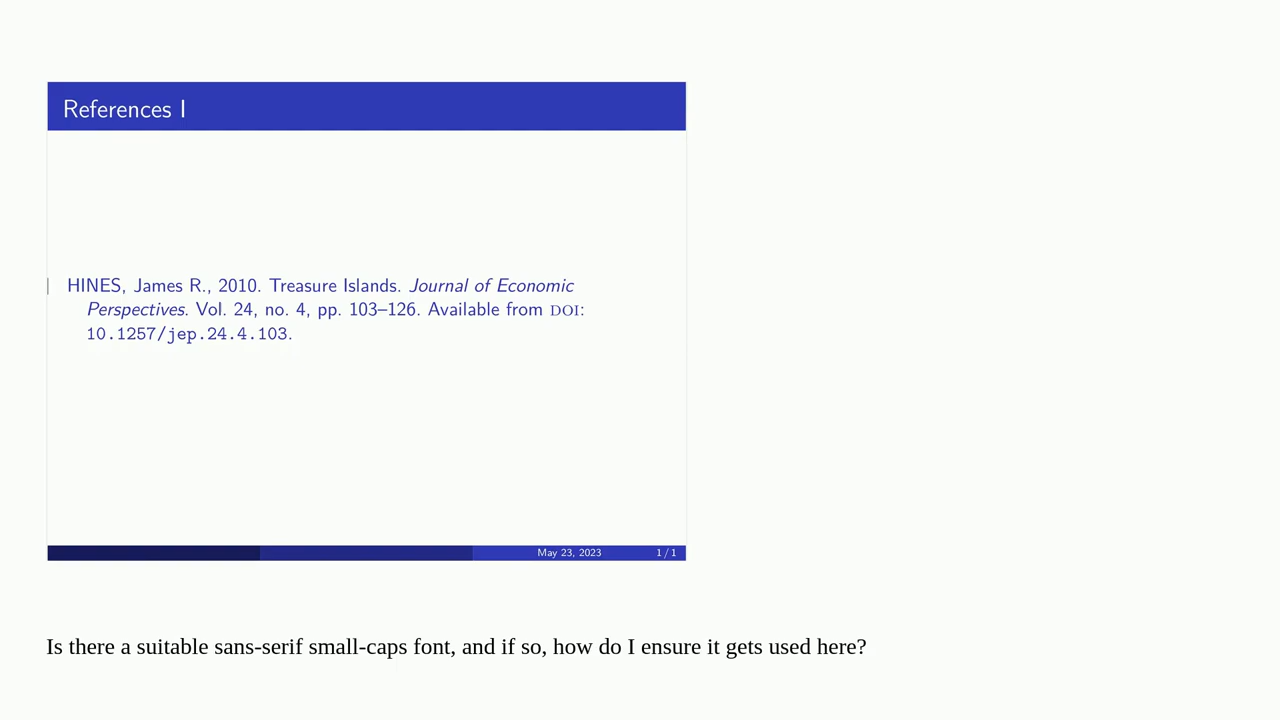 References I
HINES, James R., 2010. Treasure Islands. Journal of Economic
Perspectives. Vol. 24, no. 4, pp. 103–126. Available from DOI:
10.1257/jep.24.4.103.
May 23, 2023 1 / 1
Is there a suitable sans-serif small-caps font, and if so, how do I ensure it gets used here?